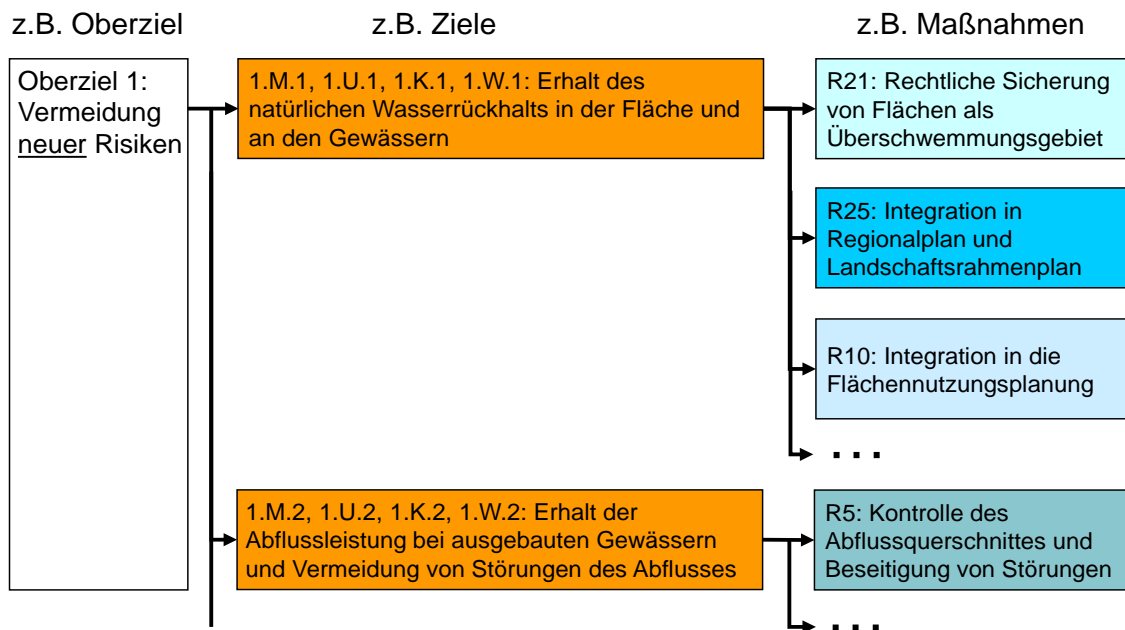 z.B. Oberziel
z.B. Ziele
z.B. Maßnahmen
Oberziel 1:
Vermeidung
neuer Risiken
1.M.1, 1.U.1, 1.K.1, 1.W.1: Erhalt des
natürlichen Wasserrückhalts in der Fläche und
an den Gewässern
R21: Rechtliche Sicherung
von Flächen als
Überschwemmungsgebiet
R25: Integration in
Regionalplan und
Landschaftsrahmenplan
R10: Integration in die
Flächennutzungsplanung
...
1.M.2, 1.U.2, 1.K.2, 1.W.2: Erhalt der
Abflussleistung bei ausgebauten Gewässern
und Vermeidung von Störungen des Abflusses
R5: Kontrolle des
Abflussquerschnittes und
Beseitigung von Störungen
...